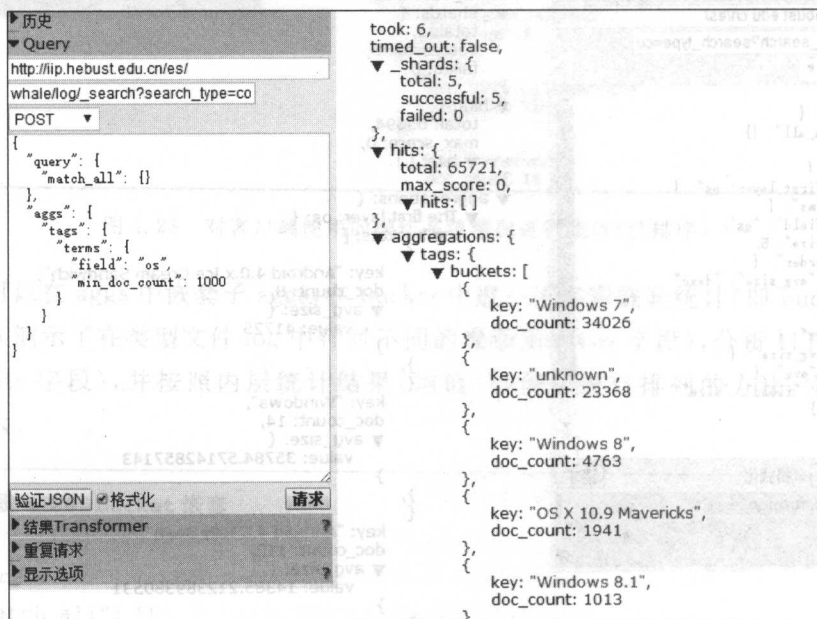 历史
Query
http://iip.hebust.edu.cn/es/
whale/log/_search?search_type=co
POST
{
"query": {
"match_all": {}
},
"aggs": {
"tags": {
"terms": {
"field": "os",
"min_doc_count": 1000
}
}
}
}
验证JSON 格式化 请求
结果Transformer ?
重复请求 ?
显示选项 ?
took: 6,
timed_out: false,
▼ _shards: {
total: 5,
successful: 5,
failed: 0
},
▼ hits: {
total: 65721,
max_score: 0,
▼ hits: [ ]
},
▼ aggregations: {
▼ tags: {
▼ buckets: [
{
key: "Windows 7",
doc_count: 34026
},
{
key: "unknown",
doc_count: 23368
},
{
key: "Windows 8",
doc_count: 4763
},
{
key: "OS X 10.9 Mavericks",
doc_count: 1941
},
{
key: "Windows 8.1",
doc_count: 1013
}